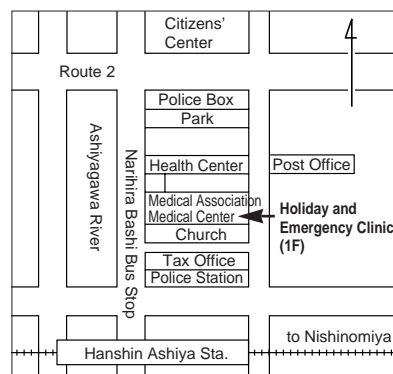 Citizens'
Center
Route 2
Police Box
Park
Ashiyagawa River
Narihira Bashi Bus Stop
Health Center
Post Office
Medical Association
Medical Center
Holiday and
Emergency Clinic
(1F)
Church
Tax Office
Police Station
to Nishinomiya
Hanshin Ashiya Sta.